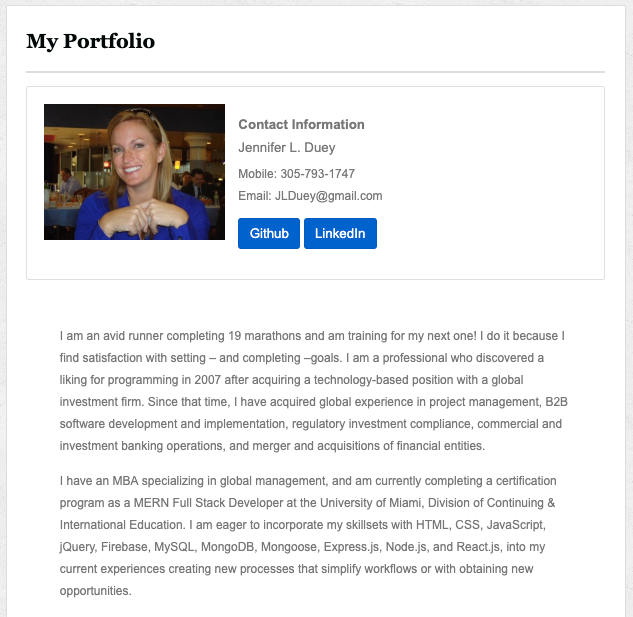 My Portfolio
Contact Information
Jennifer L. Duey
Mobile: 305-793-1747
Email: JLDuey@gmail.com
Github LinkedIn
I am an avid runner completing 19 marathons and am training for my next one! I do it because I
find satisfaction with setting – and completing –goals. I am a professional who discovered a
liking for programming in 2007 after acquiring a technology-based position with a global
investment firm. Since that time, I have acquired global experience in project management, B2B
software development and implementation, regulatory investment compliance, commercial and
investment banking operations, and merger and acquisitions of financial entities.
I have an MBA specializing in global management, and am currently completing a certification
program as a MERN Full Stack Developer at the University of Miami, Division of Continuing &
International Education. I am eager to incorporate my skillsets with HTML, CSS, JavaScript,
jQuery, Firebase, MySQL, MongoDB, Mongoose, Express.js, Node.js, and React.js, into my
current experiences creating new processes that simplify workflows or with obtaining new
opportunities.